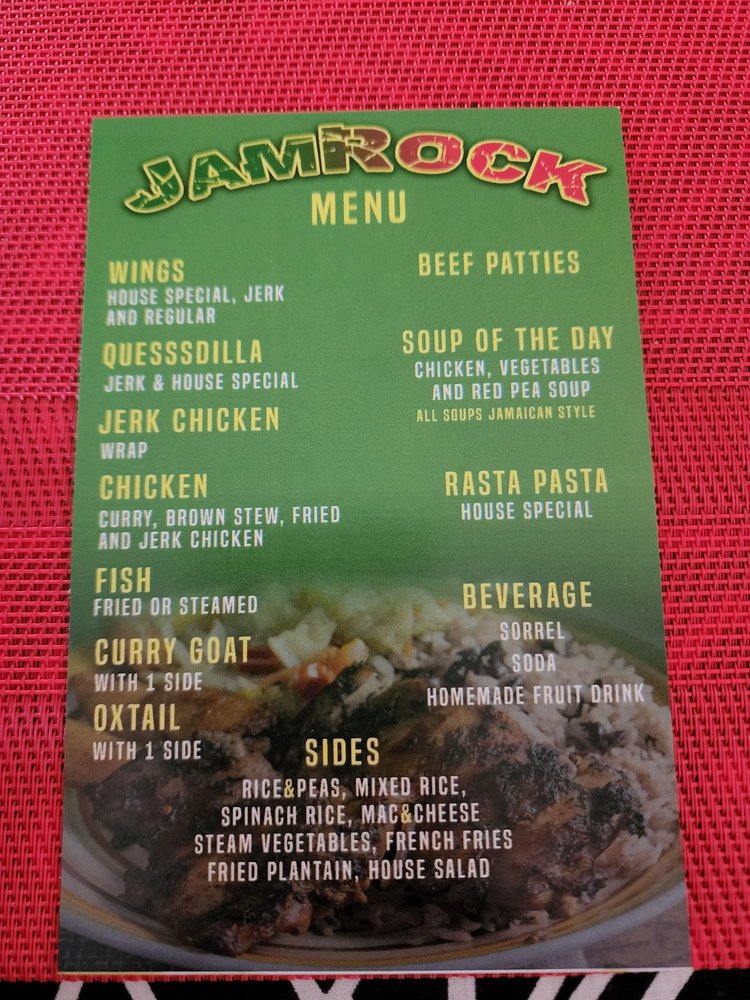 JAMROCK
MENU
WINGS
HOUSE SPECIAL, JERK
AND REGULAR
QUESSSDILLA
JERK & HOUSE SPECIAL
JERK CHICKEN
WRAP
CHICKEN
CURRY, BROWN STEW, FRIED
AND JERK CHICKEN
FISH
FRIED OR STEAMED
CURRY GOAT
WITH 1 SIDE
OXTAIL
WITH 1 SIDE
BEEF PATTIES
SOUP OF THE DAY
CHICKEN, VEGETABLES
AND RED PEA SOUP
ALL SOUPS JAMAICAN STYLE
RASTA PASTA
HOUSE SPECIAL
BEVERAGE
SORREL
SODA
HOMEMADE FRUIT DRINK
SIDES
RICE&PEAS, MIXED RICE,
SPINACH RICE, MAC&CHEESE
STEAM VEGETABLES, FRENCH FRIES
FRIED PLANTAIN, HOUSE SALAD